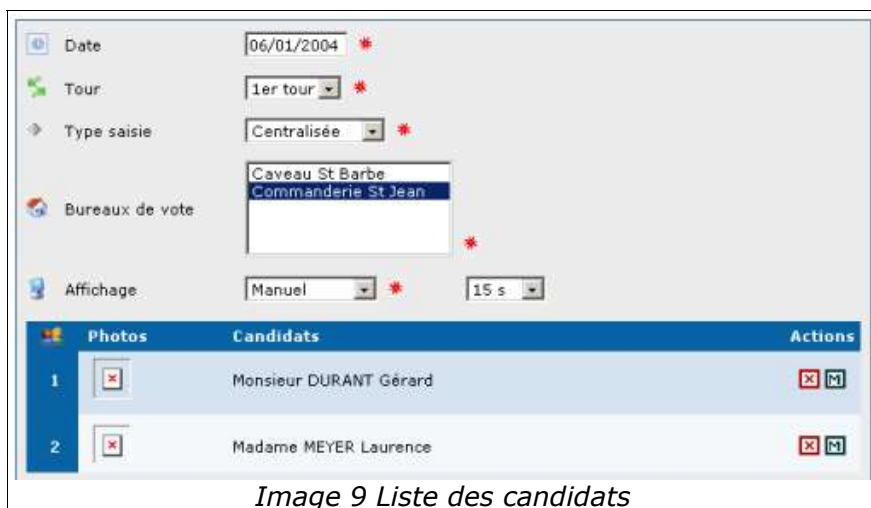 Date 06/01/2004
Tour 1er tour
Type saisie Centralisée
Caveau St Barbe
Commanderie St Jean
Bureaux de vote
Affichage Manuel 15 s
Photos Candidats Actions
1 Monsieur DURANT Gérard M
2 Madame MEYER Laurence M
Image 9 Liste des candidats